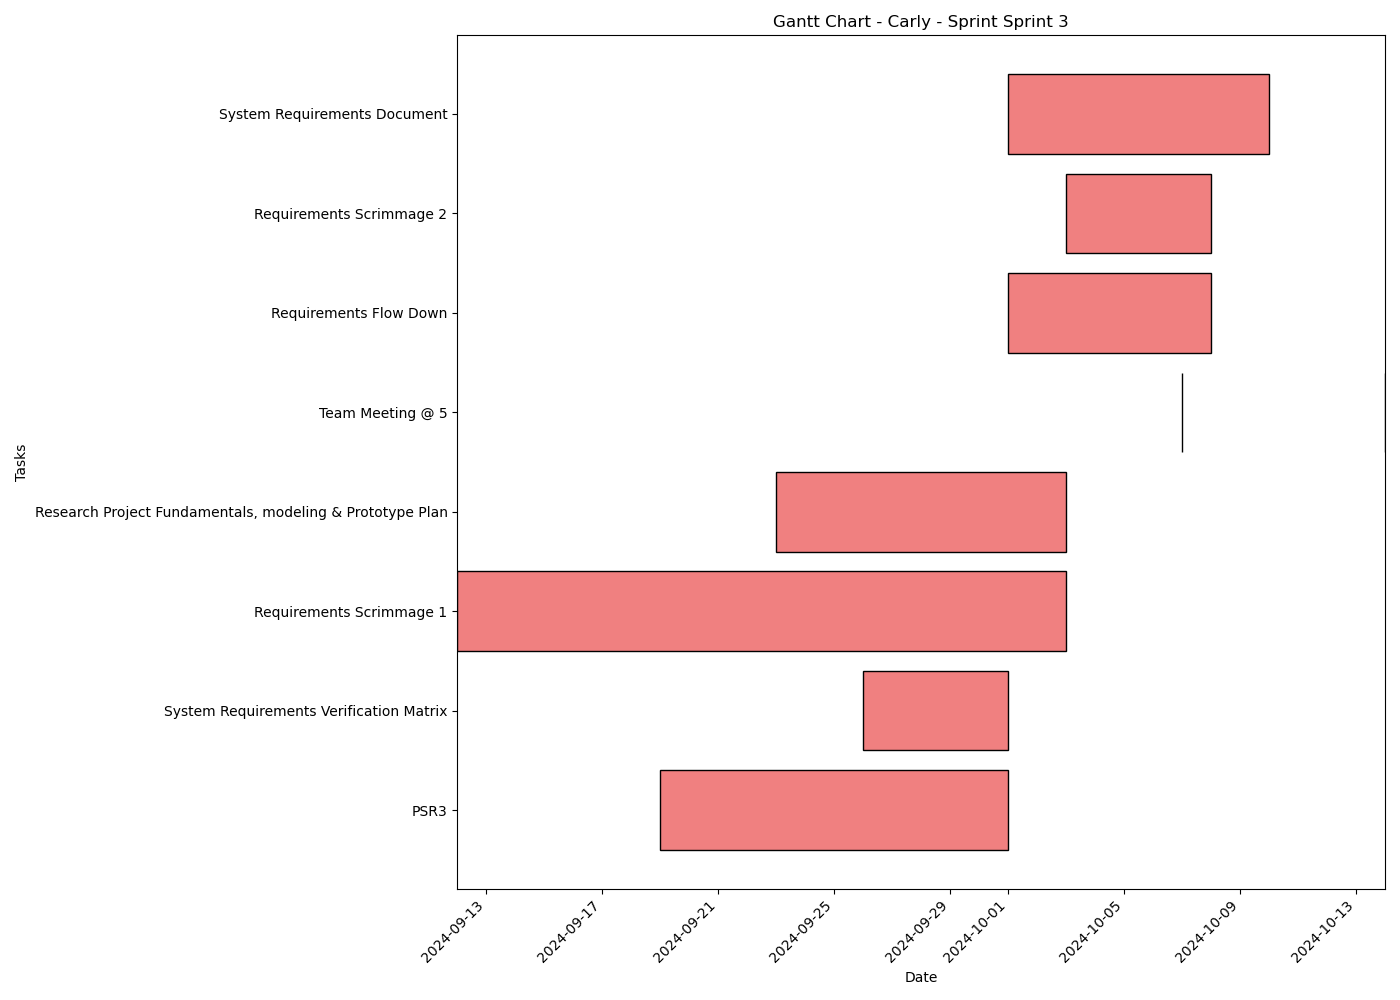 Gantt Chart - Carly - Sprint Sprint 3
System Requirements Document
Requirements Scrimmage 2
Requirements Flow Down
Team Meeting @ 5
Research Project Fundamentals, modeling & Prototype Plan
Requirements Scrimmage 1
System Requirements Verification Matrix
PSR3
Tasks
2024-09-13
2024-09-17
2024-09-21
2024-09-25
2024-09-29
2024-10-01
2024-10-05
2024-10-09
2024-10-13
Date